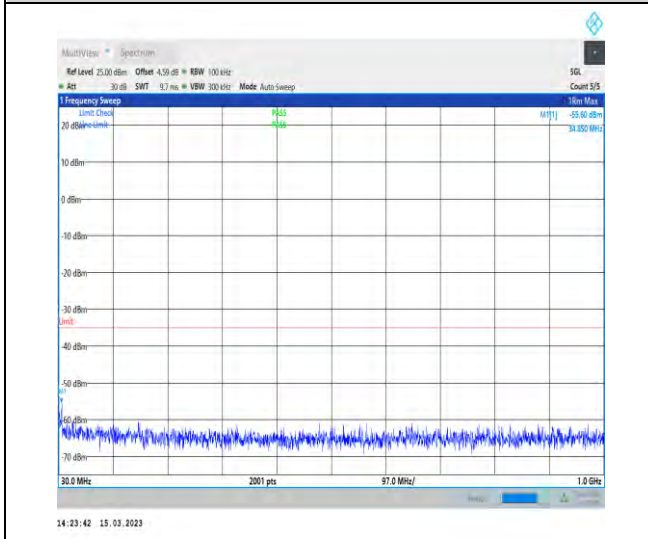 MultiView Spectrum
Ref Level 25.00 dBm Offset 4.59 dB RBW 100 kHz SGL
Att 30 dB SWT 9.7 ms VBW 300 kHz Mode Auto Sweep Count 5/5
1 Frequency Sweep 1Rm Max
Limit Check PASS M1[1] -55.60 dBm
20 dBm Line Limit PASS 34.850 MHz
10 dBm
0 dBm
-10 dBm
-20 dBm
-30 dBm
Limit
-40 dBm
-50 dBm
M1
-60 dBm
-70 dBm
30.0 MHz 2001 pts 97.0 MHz/ 1.0 GHz
14:23:42 15.03.2023